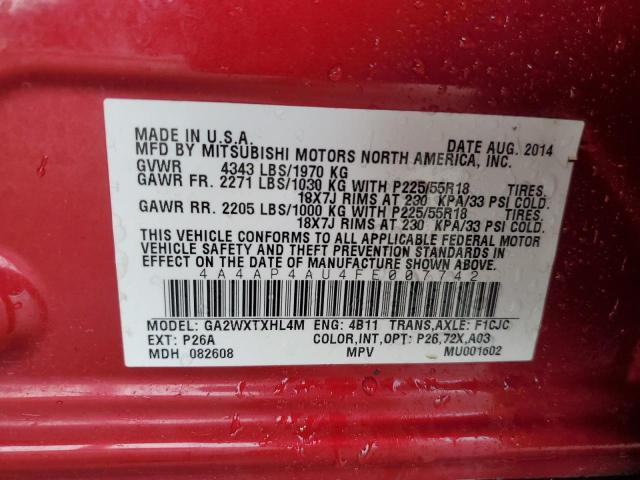 MADE IN U.S.A. DATE AUG. 2014
MFD BY MITSUBISHI MOTORS NORTH AMERICA, INC.
GVWR 4343 LBS/1970 KG
GAWR FR. 2271 LBS/1030 KG WITH P225/55R18 TIRES.
18X7J RIMS AT 230 KPA/33 PSI COLD.
GAWR RR. 2205 LBS/1000 KG WITH P225/55R18 TIRES.
18X7J RIMS AT 230 KPA/33 PSI COLD.
THIS VEHICLE CONFORMS TO ALL APPLICABLE FEDERAL MOTOR
VEHICLE SAFETY AND THEFT PREVENTION STANDARDS IN
EFFECT ON THE DATE OF MANUFACTURE SHOWN ABOVE.
4A4AP4AU4FE007742
MODEL: GA2WXTXHL4M ENG: 4B11 TRANS,AXLE: F1CJC
EXT: P26A COLOR,INT,OPT: P26,72X,A03
MDH 082608 MPV MU001602